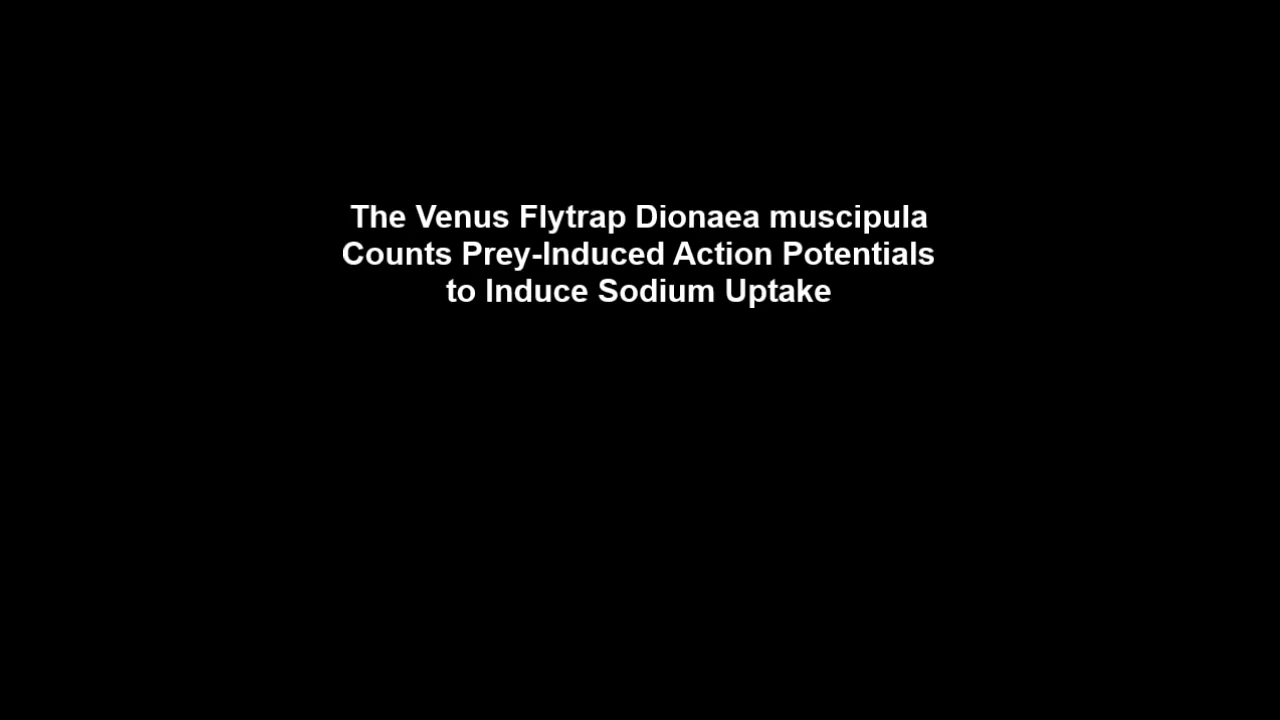 The Venus Flytrap Dionaea muscipula
Counts Prey-Induced Action Potentials
to Induce Sodium Uptake